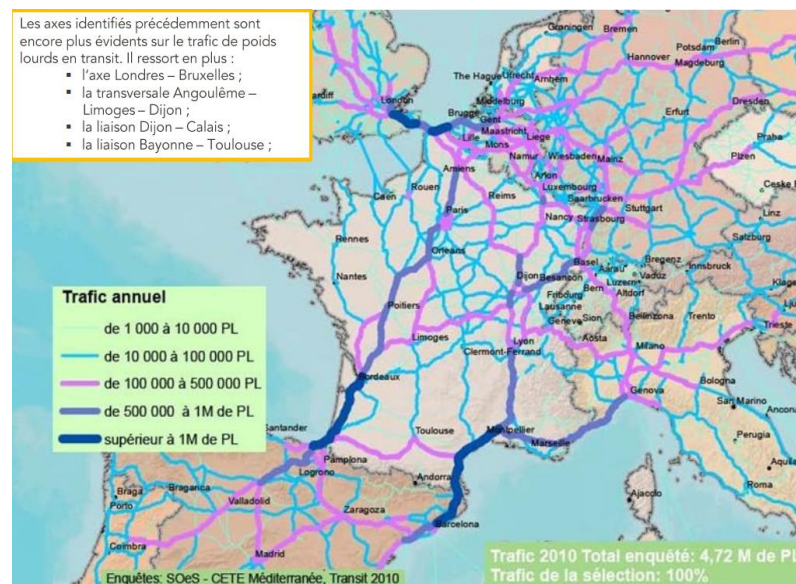 Les axes identifiés précédemment sont
encore plus évidents sur le trafic de poids
lourds en transit. Il ressort en plus :
▪ l'axe Londres – Bruxelles ;
▪ la transversale Angoulême –
Limoges – Dijon ;
▪ la liaison Dijon – Calais ;
▪ la liaison Bayonne – Toulouse ;
Groningen
Bremen
Potsdam
Berlin
Hannover
Magdeburg
The Hague
Utrecht
Arnhem
Cardiff
London
Middelburg
Brugge
Gent
Maastricht
Lille
Liege
Mons
Namur
Wiesbaden
Mainz
Erfurt
Dresden
Praha
Plzen
Amiens
Arlon
Luxembourg
Saarbrucken
Ceske
Rouen
Caen
Reims
Paris
Nancy
Strasbourg
Stuttgart
Linz
Salzburg
Rennes
Orleans
Nantes
Basel
Bregenz
Dijon
Besançon
Aarau
Vaduz
Innsbruck
Luzern
Bern
Altdorf
Fribourg
Lausanne
Klage
Poitiers
Geneve
Sion
Bellinzona
Trento
Limoges
Lyon
Aosta
Milano
Trieste
Clermont-Ferrand
Bordeaux
Genova
Bologna
San Marino
Ancona
Toulouse
Montpellier
Marseille
Perugia
Santander
Pamplona
Logrono
Andorra
Ajaccio
Aquila
Roma
Braga
Bragança
Porto
Valladolid
Zaragoza
Barcelona
Coimbra
Madrid
Trafic annuel
de 1 000 à 10 000 PL
de 10 000 à 100 000 PL
de 100 000 à 500 000 PL
de 500 000 à 1M de PL
supérieur à 1M de PL
Enquêtes: SOeS - CETE Méditerranée, Transit 2010
Trafic 2010 Total enquêté: 4,72 M de PL
Trafic de la sélection: 100%